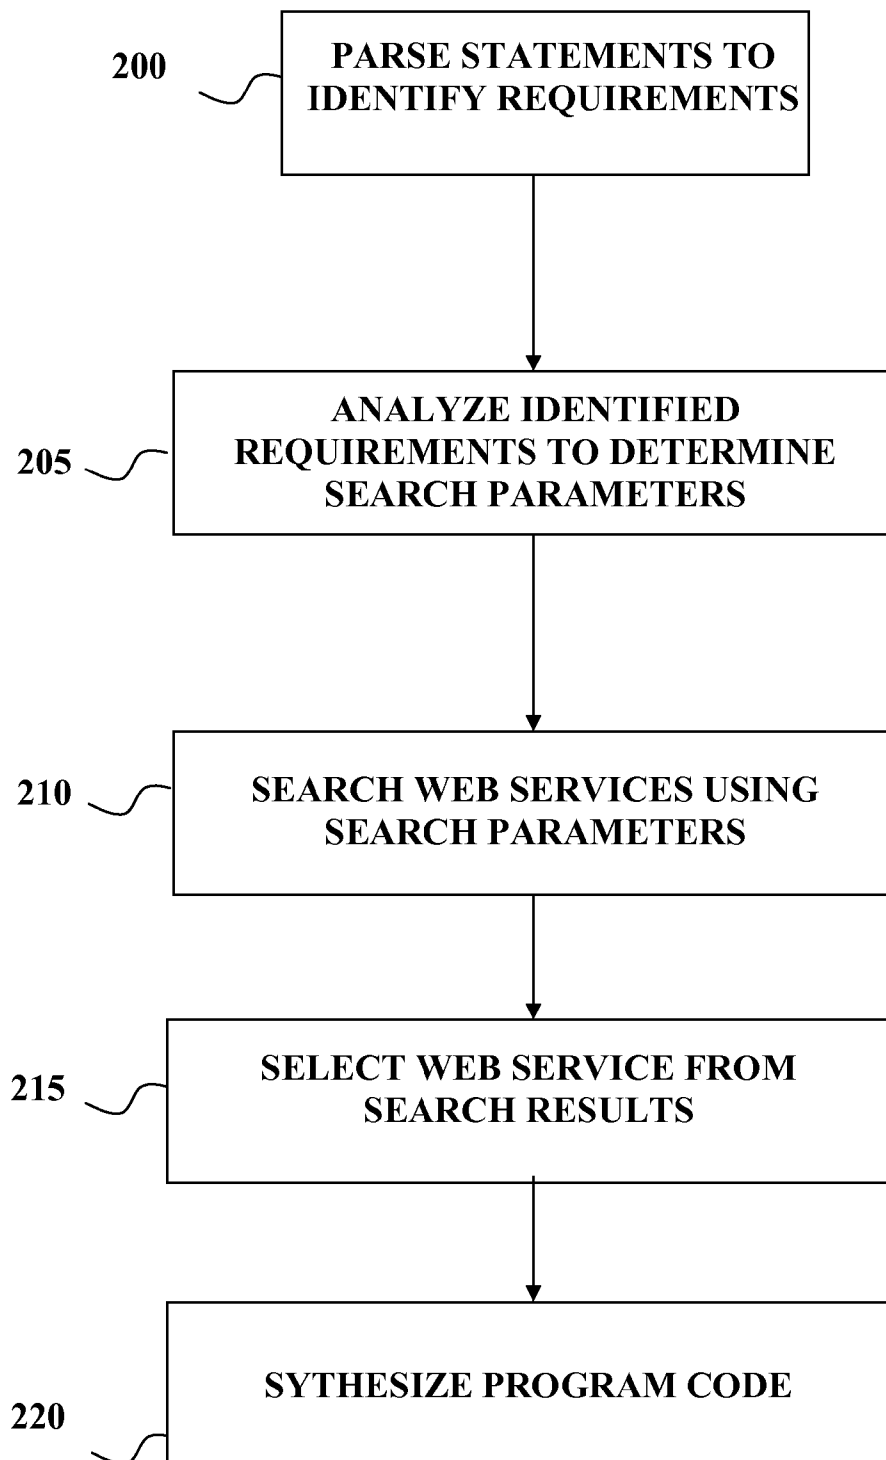 200
PARSE STATEMENTS TO
IDENTIFY REQUIREMENTS
205
ANALYZE IDENTIFIED
REQUIREMENTS TO DETERMINE
SEARCH PARAMETERS
210
SEARCH WEB SERVICES USING
SEARCH PARAMETERS
215
SELECT WEB SERVICE FROM
SEARCH RESULTS
220
SYTHESIZE PROGRAM CODE